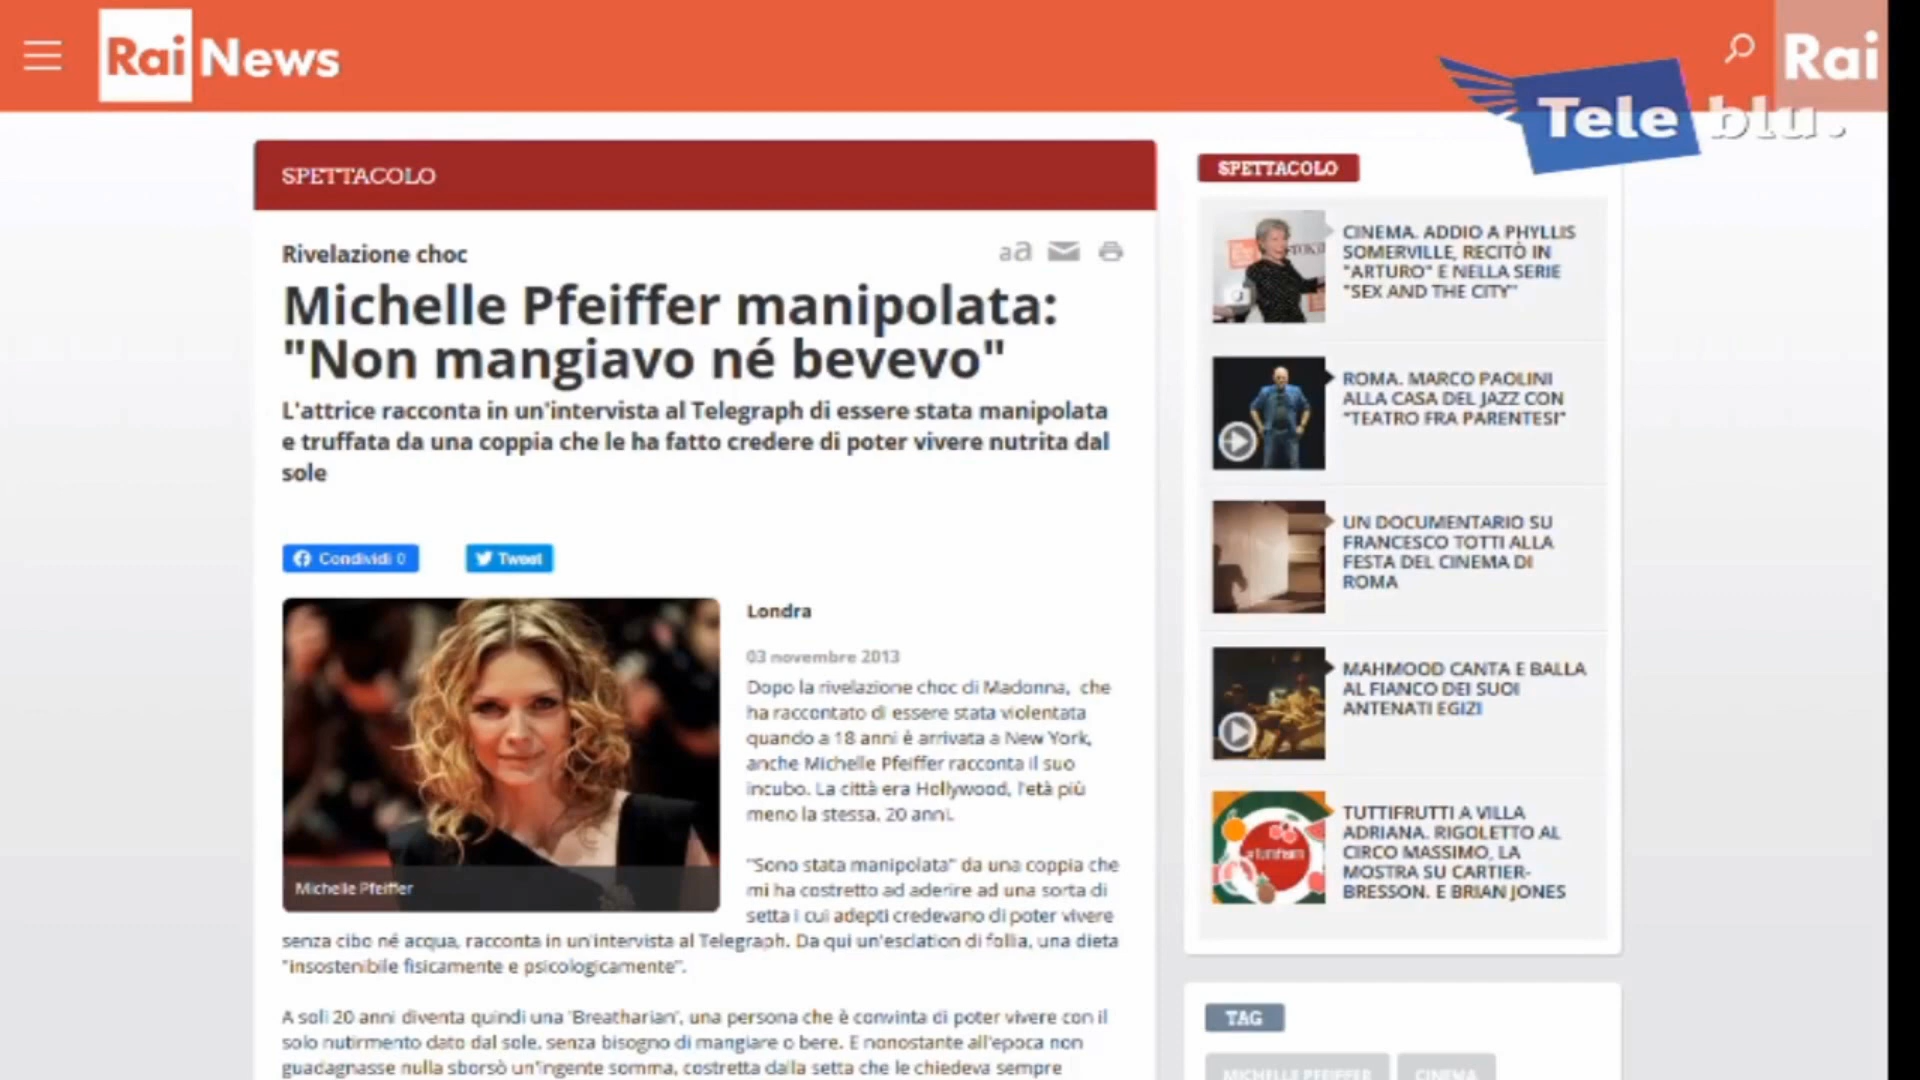 Rai News
Rai
Tele blu.
SPETTACOLO
Rivelazione choc
aa
Michelle Pfeiffer manipolata:
"Non mangiavo né bevevo"
L'attrice racconta in un'intervista al Telegraph di essere stata manipolata
e truffata da una coppia che le ha fatto credere di poter vivere nutrita dal
sole
Condividi 0
Tweet
Michelle Pfeiffer
Londra
03 novembre 2013
Dopo la rivelazione choc di Madonna, che
ha raccontato di essere stata violentata
quando a 18 anni è arrivata a New York,
anche Michelle Pfeiffer racconta il suo
incubo. La città era Hollywood, l'età più
meno la stessa. 20 anni.
"Sono stata manipolata" da una coppia che
mi ha costretto ad aderire ad una sorta di
setta i cui adepti credevano di poter vivere
senza cibo né acqua, racconta in un'intervista al Telegraph. Da qui un'esclation di follia, una dieta
"insostenibile fisicamente e psicologicamente".
A soli 20 anni diventa quindi una 'Breatharian', una persona che è convinta di poter vivere con il
solo nutirmento dato dal sole, senza bisogno di mangiare o bere. E nonostante all'epoca non
guadagnasse nulla sborsò un'ingente somma, costretta dalla setta che le chiedeva sempre
SPETTACOLO
CINEMA. ADDIO A PHYLLIS
SOMERVILLE, RECITÒ IN
"ARTURO" E NELLA SERIE
"SEX AND THE CITY"
ROMA. MARCO PAOLINI
ALLA CASA DEL JAZZ CON
"TEATRO FRA PARENTESI"
UN DOCUMENTARIO SU
FRANCESCO TOTTI ALLA
FESTA DEL CINEMA DI
ROMA
MAHMOOD CANTA E BALLA
AL FIANCO DEI SUOI
ANTENATI EGIZI
TUTTIFRUTTI A VILLA
ADRIANA. RIGOLETTO AL
CIRCO MASSIMO, LA
MOSTRA SU CARTIER-
BRESSON. E BRIAN JONES
TAG
MICHELLE PFEIFFER
CINEMA